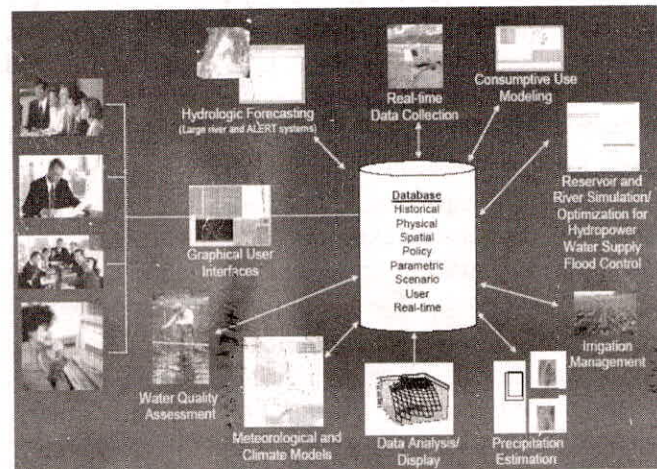 Hydrologic Forecasting
(Large river and ALERT systems)
Real-time
Data Collection
Consumptive Use
Modeling
Reservoir and
River Simulation/
Optimization for
Hydropower
Water Supply
Flood Control
Graphical User
Interfaces
Database
Historical
Physical
Spatial
Policy
Parametric
Scenario
User
Real-time
Irrigation
Management
Water Quality
Assessment
Meteorological and
Climate Models
Data Analysis/
Display
Precipitation
Estimation